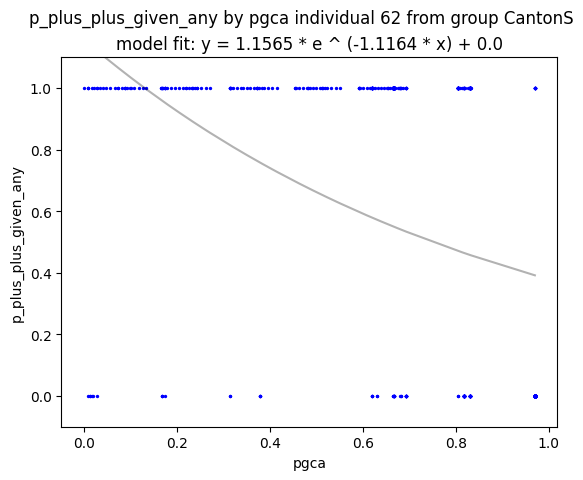 p_plus_plus_given_any by pgca individual 62 from group CantonS
model fit: y = 1.1565 * e ^ (-1.1164 * x) + 0.0
p_plus_plus_given_any
1.0
0.8
0.6
0.4
0.2
0.0
0.0 0.2 0.4 0.6 0.8 1.0
pgca